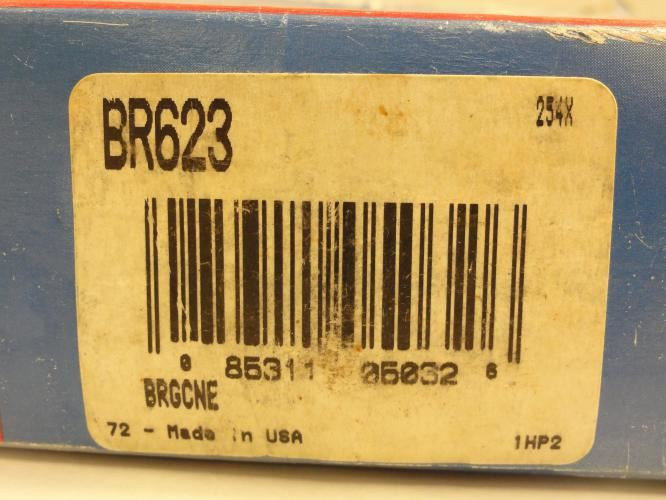 BR623 254X
0 85311 05032 6
BRGCNE
72 - Made in USA 1HP2